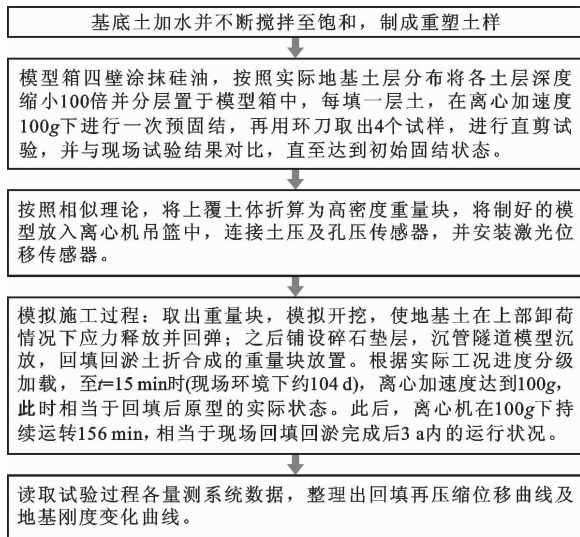 基底土加水并不断搅拌至饱和，制成重塑土样
模型箱四壁涂抹硅油，按照实际地基土层分布将各土层深度
缩小100倍并分层置于模型箱中，每填一层土，在离心加速度
100g下进行一次预固结，再用环刀取出4个试样，进行直剪试
验，并与现场试验结果对比，直至达到初始固结状态。
按照相似理论，将上覆土体折算为高密度重量块，将制好的模
型放入离心机吊篮中，连接土压及孔压传感器，并安装激光位
移传感器。
模拟施工过程：取出重量块，模拟开挖，使地基土在上部卸荷
情况下应力释放并回弹；之后铺设碎石垫层，沉管隧道模型沉
放，回填回淤土折合成的重量块放置。根据实际工况进度分级
加载，至t=15 min时(现场环境下约104 d)，离心加速度达到100g，
此时相当于回填后原型的实际状态。此后，离心机在100g下持
续运转156 min，相当于现场回填回淤完成后3 a内的运行状况。
读取试验过程各量测系统数据，整理出回填再压缩位移曲线及
地基刚度变化曲线。